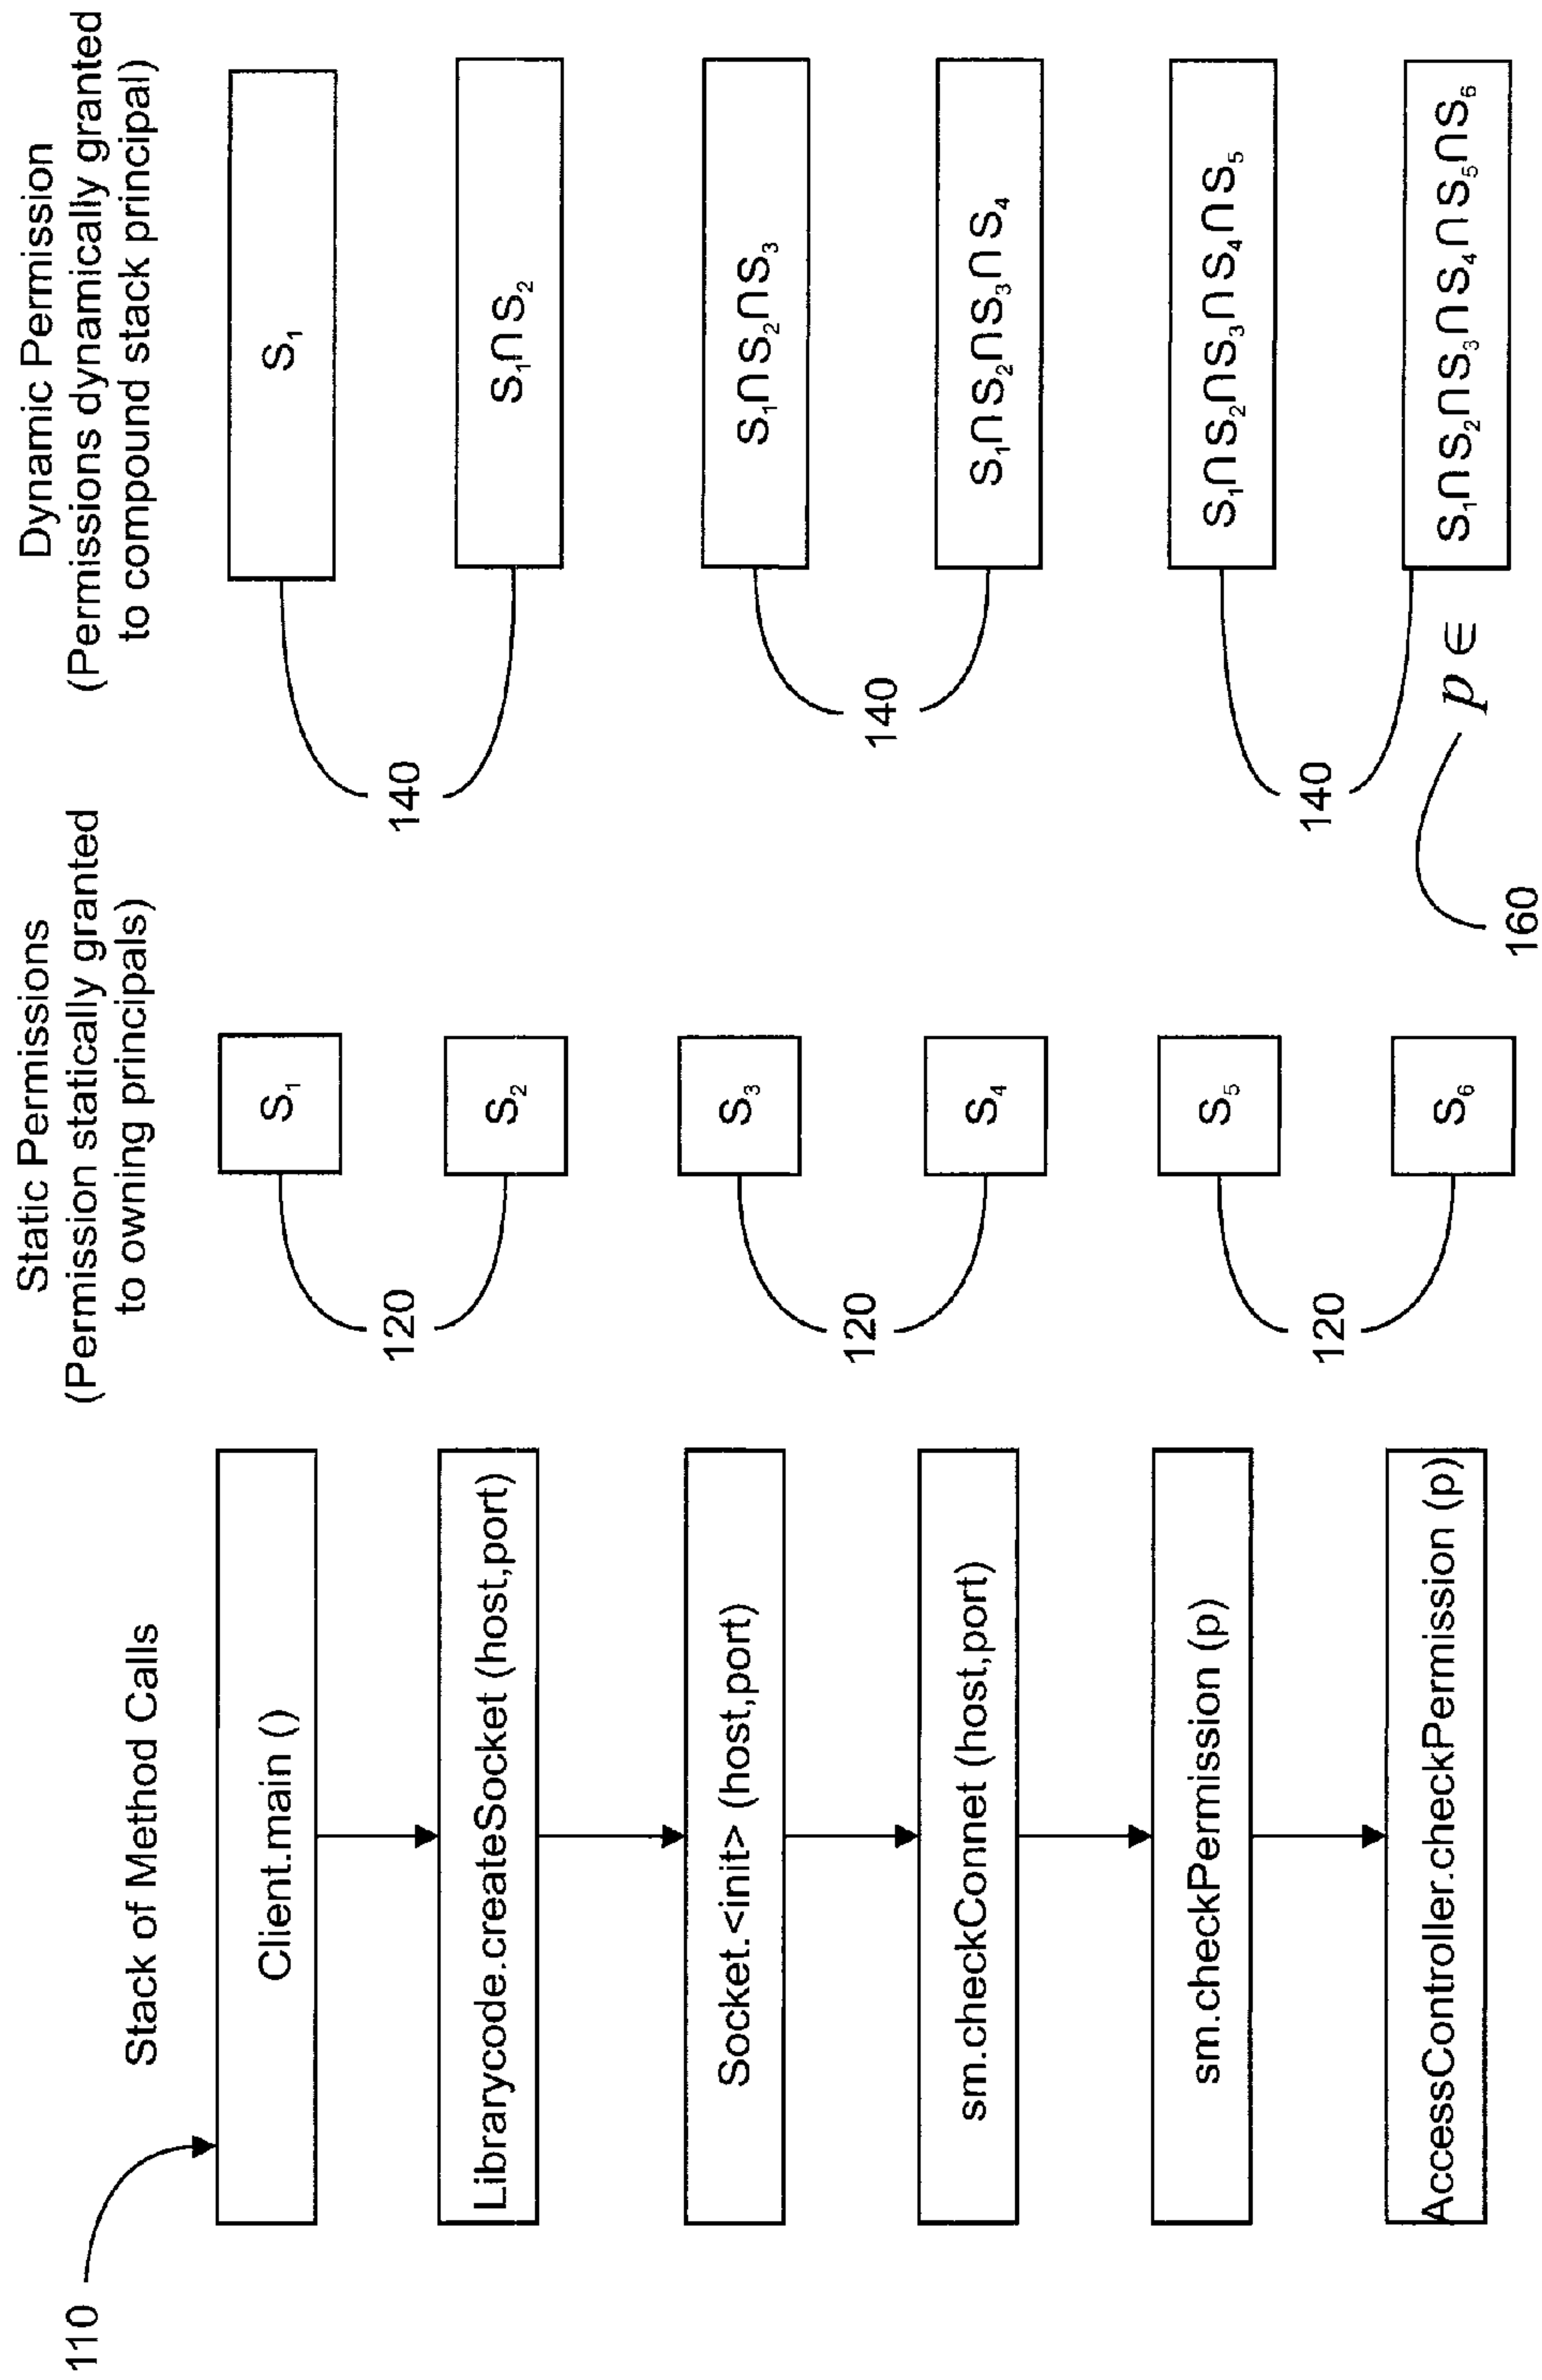 110
Stack of Method Calls
Client.main ()
Librarycode.createSocket (host,port)
Socket.<init> (host,port)
sm.checkConnet (host,port)
sm.checkPermission (p)
AccessController.checkPermission (p)
Static Permissions
(Permission statically granted
to owning principals)
S₁
S₂
120
S₃
S₄
120
S₅
S₆
120
Dynamic Permission
(Permissions dynamically granted
to compound stack principal)
S₁
S₁∩S₂
140
S₁∩S₂∩S₃
S₁∩S₂∩S₃∩S₄
140
S₁∩S₂∩S₃∩S₄∩S₅
S₁∩S₂∩S₃∩S₄∩S₅∩S₆
140
p ∈
160